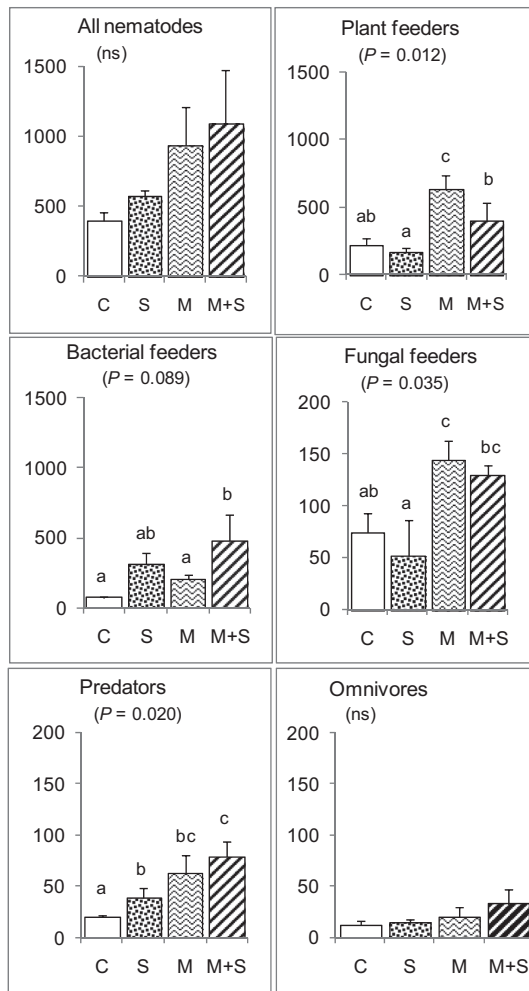 All nematodes
(ns)
1500
1000
500
0
C S M M+S
Plant feeders
(P = 0.012)
1500
1000
500
0
ab a c b
C S M M+S
Bacterial feeders
(P = 0.089)
1500
1000
500
0
a ab a b
C S M M+S
Fungal feeders
(P = 0.035)
200
150
100
50
0
ab a c bc
C S M M+S
Predators
(P = 0.020)
200
150
100
50
0
a b bc c
C S M M+S
Omnivores
(ns)
200
150
100
50
0
C S M M+S